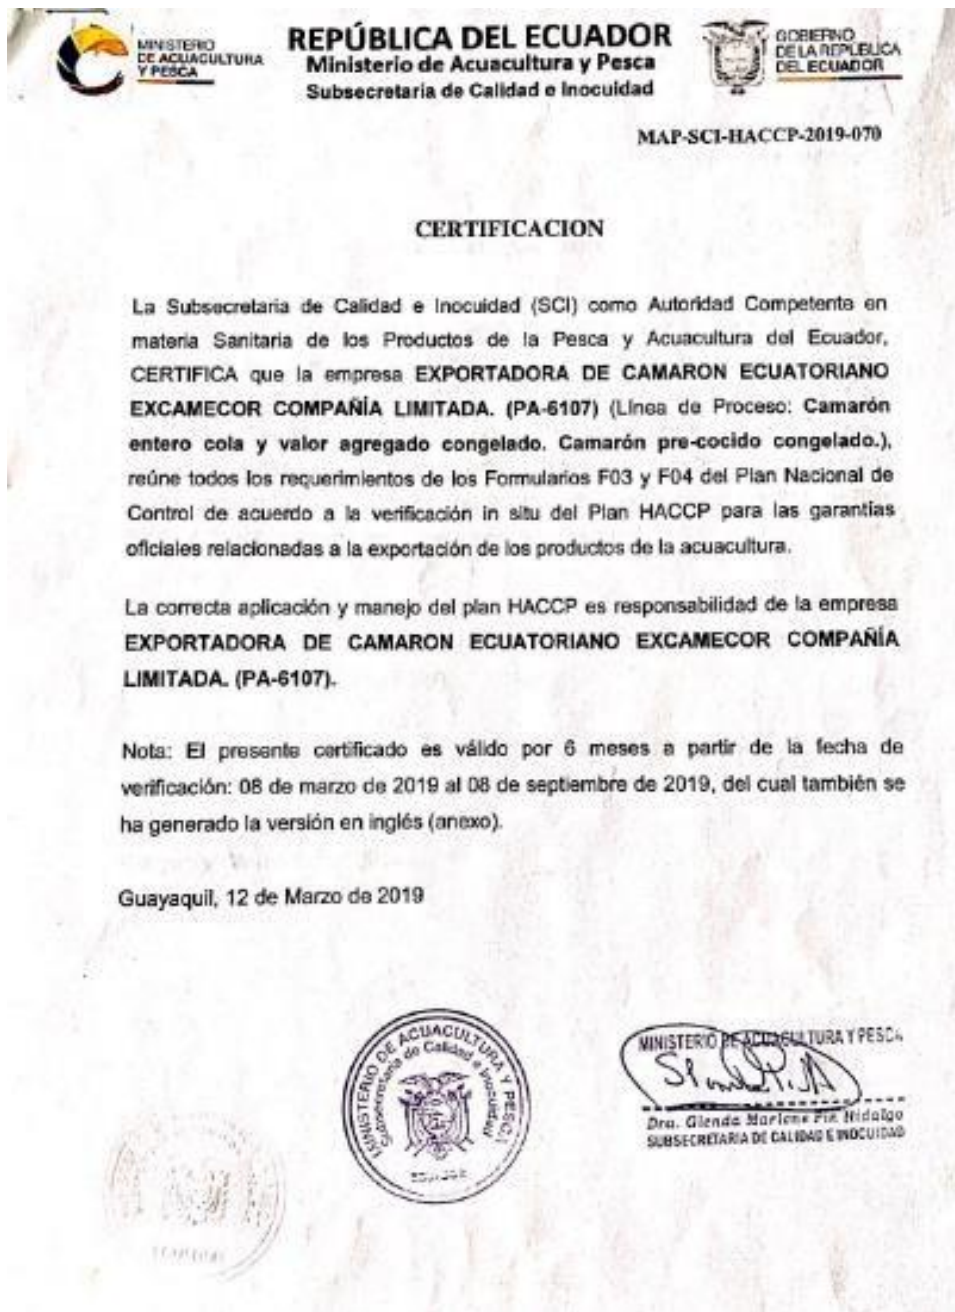 MINISTERIO
DE ACUACULTURA
Y PESCA
REPÚBLICA DEL ECUADOR
Ministerio de Acuacultura y Pesca
Subsecretaria de Calidad e Inocuidad
GOBIERNO
DE LA REPUBLICA
DEL ECUADOR
MAP-SCI-HACCP-2019-070
CERTIFICACION
La Subsecretaria de Calidad e Inocuidad (SCI) como Autoridad Competente en
materia Sanitaria de los Productos de la Pesca y Acuacultura del Ecuador,
CERTIFICA que la empresa EXPORTADORA DE CAMARON ECUATORIANO
EXCAMECOR COMPAÑÍA LIMITADA. (PA-6107) (Línea de Proceso: Camarón
entero cola y valor agregado congelado. Camarón pre-cocido congelado.),
reúne todos los requerimientos de los Formularios F03 y F04 del Plan Nacional de
Control de acuerdo a la verificación in situ del Plan HACCP para las garantías
oficiales relacionadas a la exportación de los productos de la acuacultura.
La correcta aplicación y manejo del plan HACCP es responsabilidad de la empresa
EXPORTADORA DE CAMARON ECUATORIANO EXCAMECOR COMPAÑÍA
LIMITADA. (PA-6107).
Nota: El presente certificado es válido por 6 meses a partir de la fecha de
verificación: 08 de marzo de 2019 al 08 de septiembre de 2019, del cual también se
ha generado la versión en inglés (anexo).
Guayaquil, 12 de Marzo de 2019
MINISTERIO DE ACUACULTURA Y PESCA
Subsecretaria de Calidad e Inocuidad
ECUADOR
MINISTERIO DE ACUACULTURA Y PESCA
Dra. Glenda Marlene Pin Hidalgo
SUBSECRETARIA DE CALIDAD E INOCUIDAD